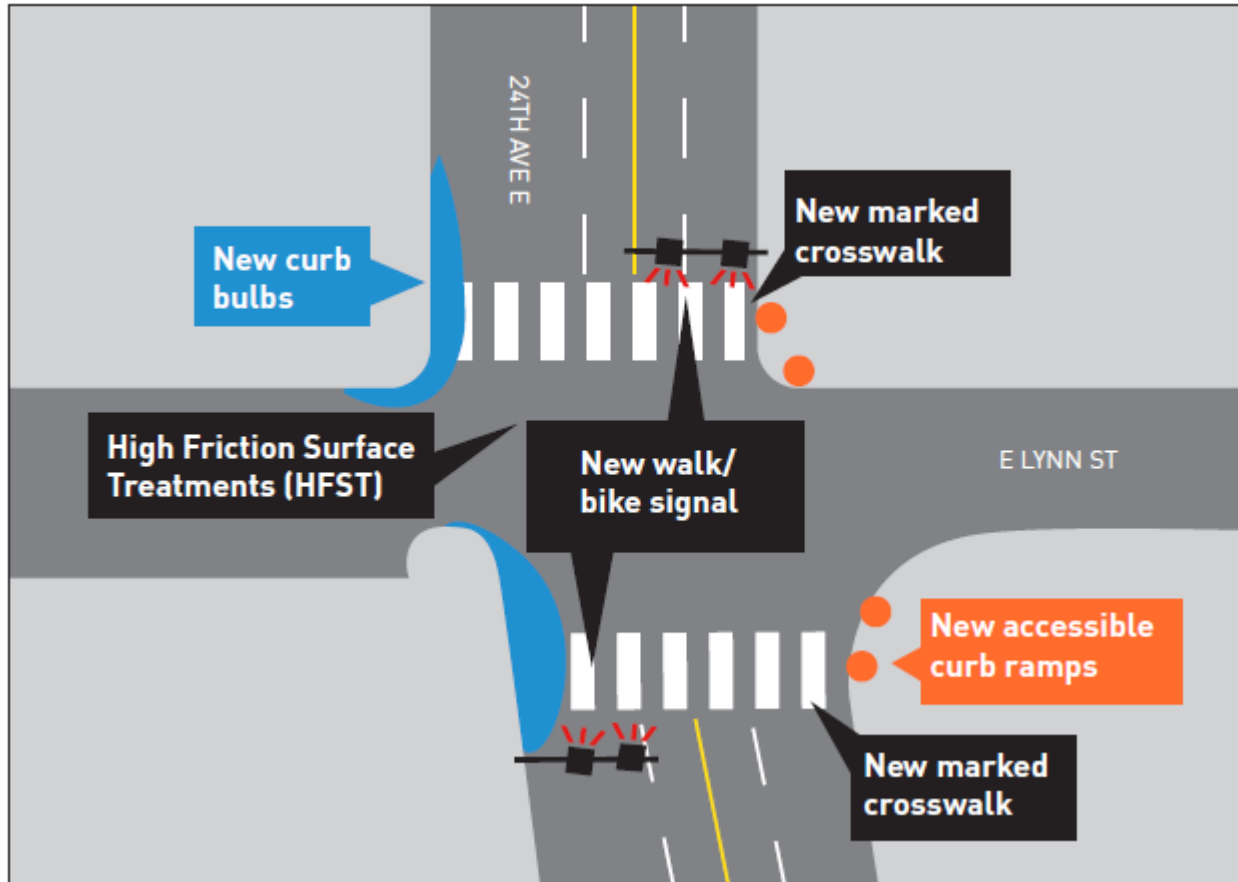 24TH AVE E
New marked
crosswalk
New curb
bulbs
High Friction Surface
Treatments (HFST)
New walk/
bike signal
E LYNN ST
New accessible
curb ramps
New marked
crosswalk